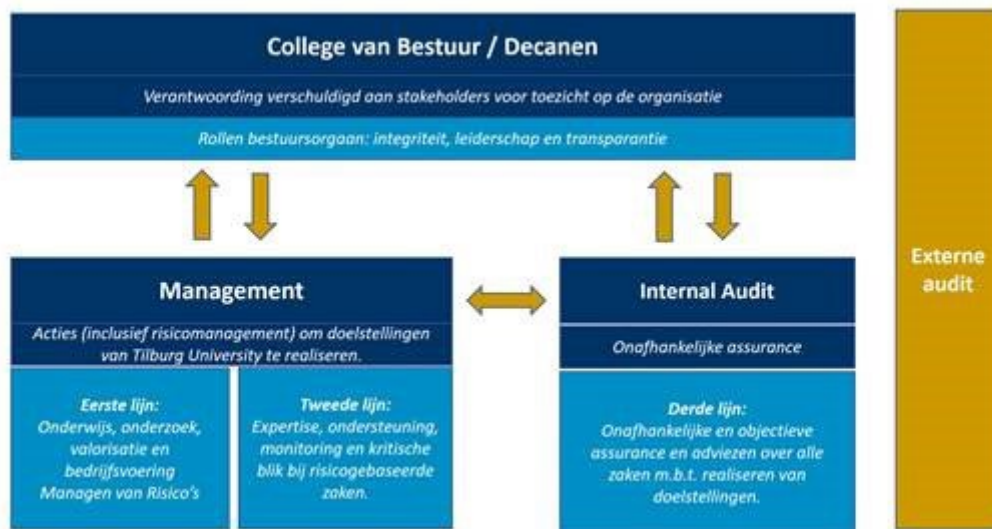 College van Bestuur / Decanen
Verantwoording verschuldigd aan stakeholders voor toezicht op de organisatie
Rollen bestuursorgaan: integriteit, leiderschap en transparantie
Management
Acties (inclusief risicomanagement) om doelstellingen
van Tilburg University te realiseren.
Eerste lijn:
Onderwijs, onderzoek,
valorisatie en
bedrijfsvoering
Managen van Risico's
Tweede lijn:
Expertise, ondersteuning,
monitoring en kritische
blik bij risicogebaseerde
zaken.
Internal Audit
Onafhankelijke assurance
Derde lijn:
Onafhankelijke en objectieve
assurance en adviezen over alle
zaken m.b.t. realiseren van
doelstellingen.
Externe
audit